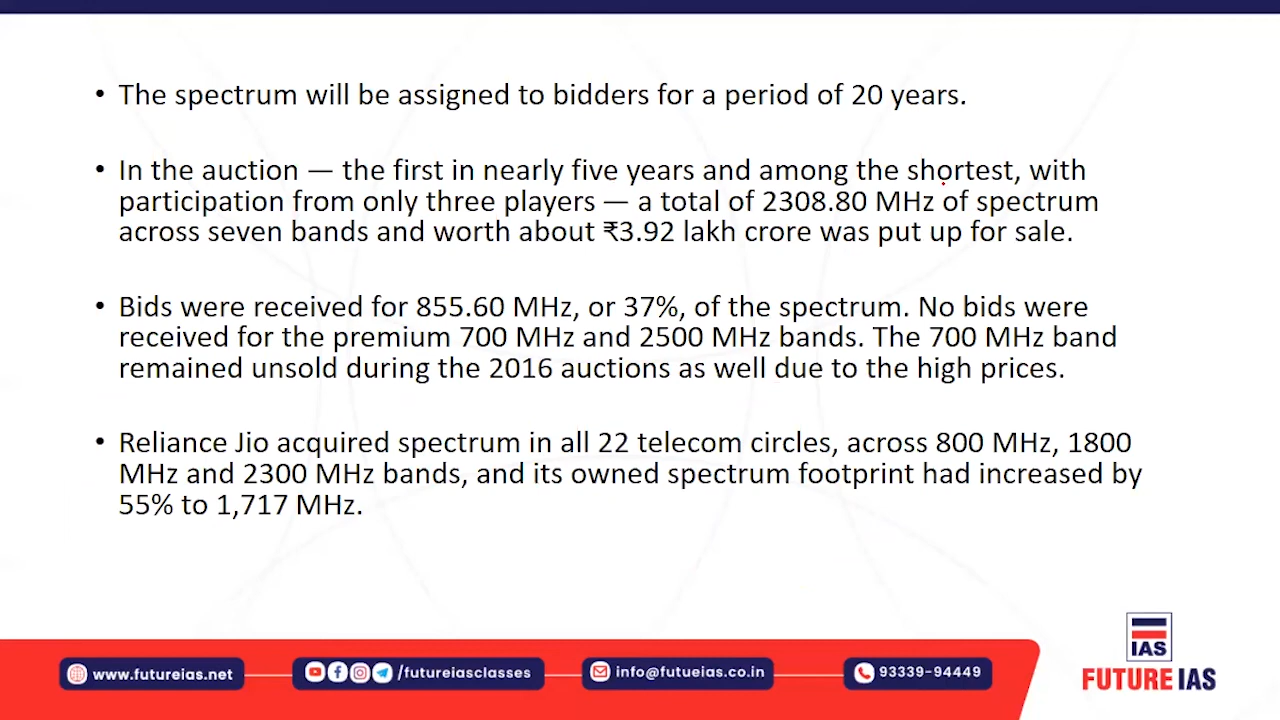 • The spectrum will be assigned to bidders for a period of 20 years.
• In the auction — the first in nearly five years and among the shortest, with
participation from only three players — a total of 2308.80 MHz of spectrum
across seven bands and worth about ₹3.92 lakh crore was put up for sale.
• Bids were received for 855.60 MHz, or 37%, of the spectrum. No bids were
received for the premium 700 MHz and 2500 MHz bands. The 700 MHz band
remained unsold during the 2016 auctions as well due to the high prices.
• Reliance Jio acquired spectrum in all 22 telecom circles, across 800 MHz, 1800
MHz and 2300 MHz bands, and its owned spectrum footprint had increased by
55% to 1,717 MHz.
www.futureias.net
/futureiasclasses
info@futueias.co.in
93339-94449
IAS
FUTURE IAS